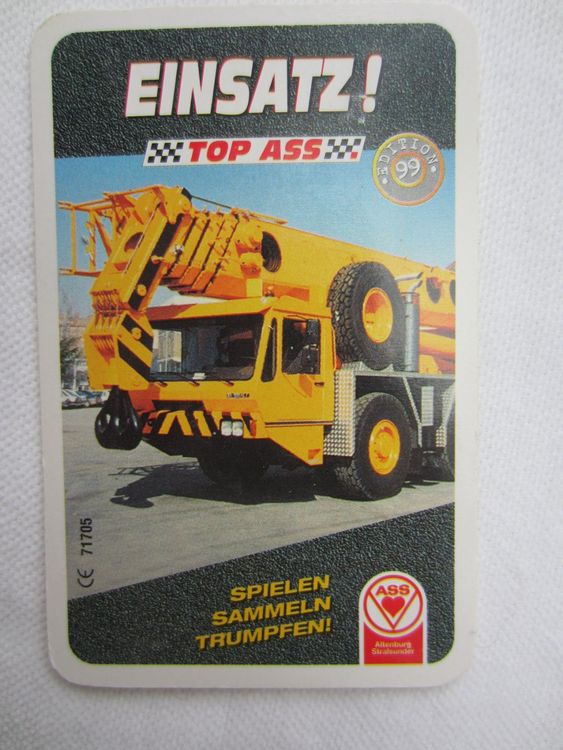 EINSATZ!
TOP ASS
EDITION
99
CE 71705
SPIELEN
SAMMELN
TRUMPFEN!
ASS
Altenburg
Stralsunder